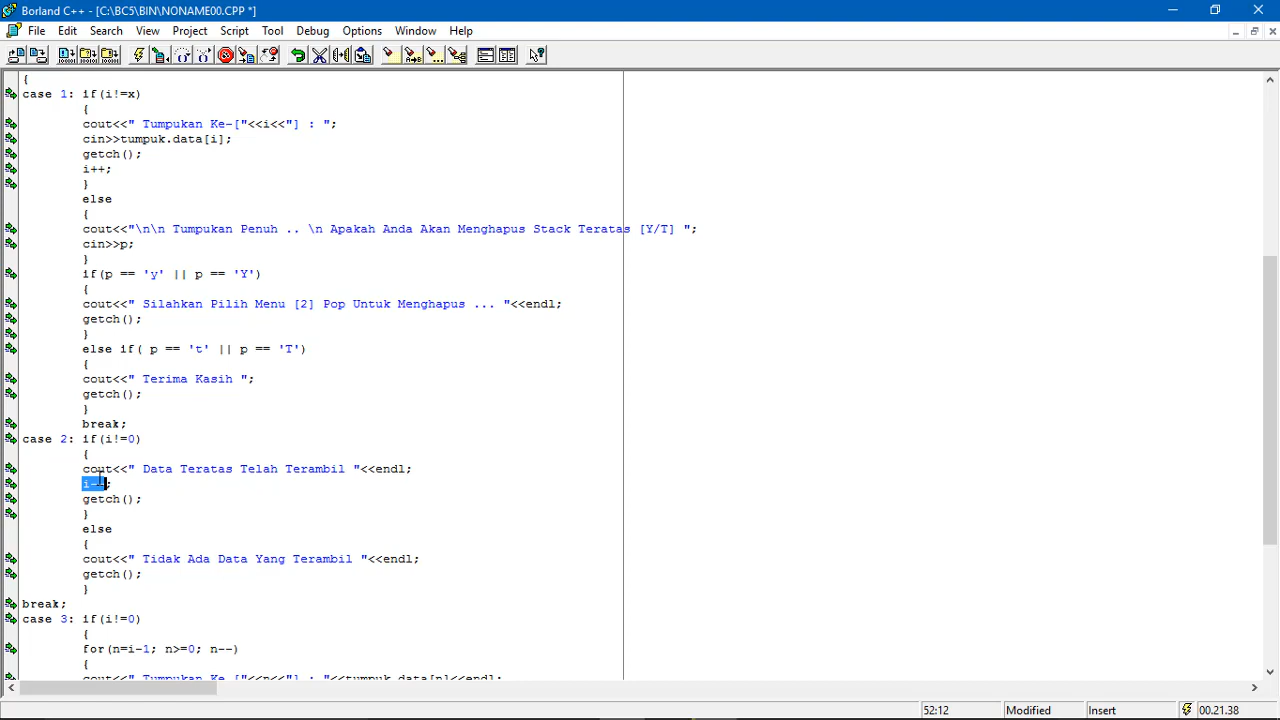 Borland C++ - [C:\BC5\BIN\NONAME00.CPP *]
File Edit Search View Project Script Tool Debug Options Window Help
{
case 1: if(i!=x)
{
cout<<" Tumpukan Ke-["<<i<<"] : ";
cin>>tumpuk.data[i];
getch();
i++;
}
else
{
cout<<"\n\n Tumpukan Penuh .. \n Apakah Anda Akan Menghapus Stack Teratas [Y/T] ";
cin>>p;
}
if(p == 'y' || p == 'Y')
{
cout<<" Silahkan Pilih Menu [2] Pop Untuk Menghapus ... "<<endl;
getch();
}
else if( p == 't' || p == 'T')
{
cout<<" Terima Kasih ";
getch();
}
break;
case 2: if(i!=0)
{
cout<<" Data Teratas Telah Terambil "<<endl;
i--;
getch();
}
else
{
cout<<" Tidak Ada Data Yang Terambil "<<endl;
getch();
}
break;
case 3: if(i!=0)
{
for(n=i-1; n>=0; n--)
{
cout<<" Tumpukan Ke-["<<n<<"] : "<<tumpuk.data[n]<<endl;
52:12 Modified Insert 00.21.38